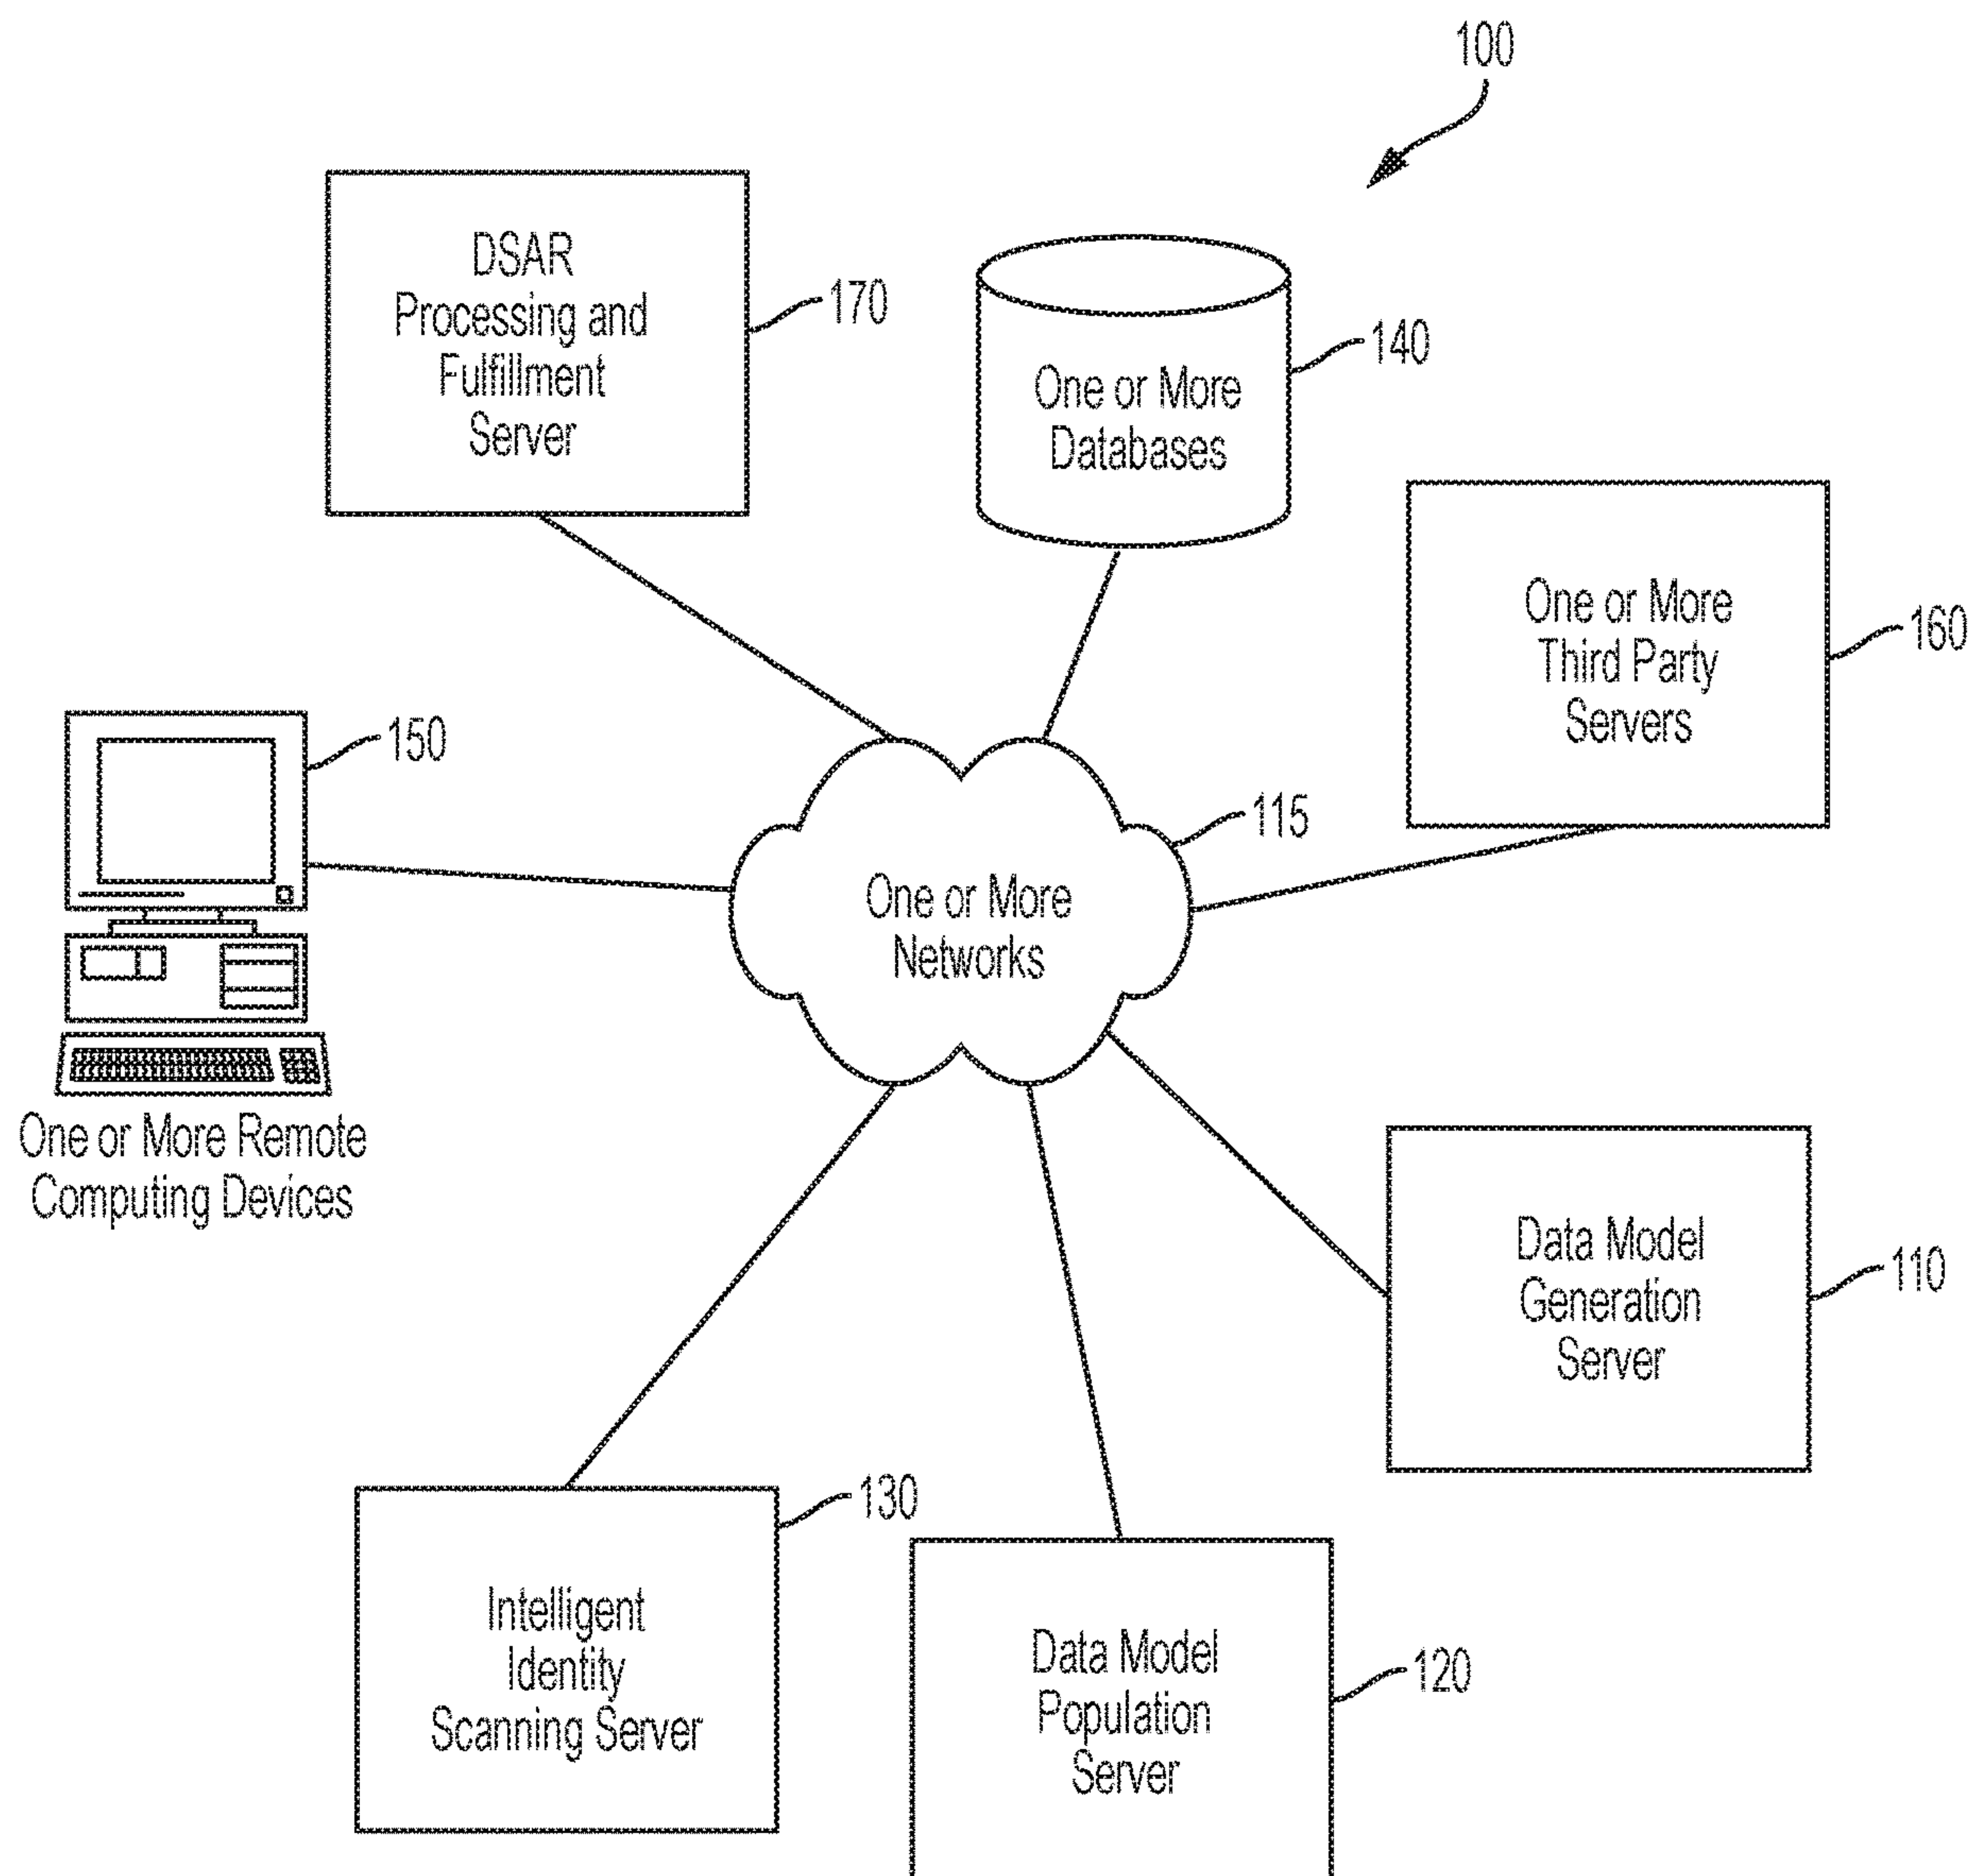 100
DSAR
Processing and
Fulfillment
Server
170
One or More
Databases
140
One or More
Third Party
Servers
160
150
One or More Remote
Computing Devices
115
One or More
Networks
Data Model
Generation
Server
110
Intelligent
Identity
Scanning Server
130
Data Model
Population
Server
120